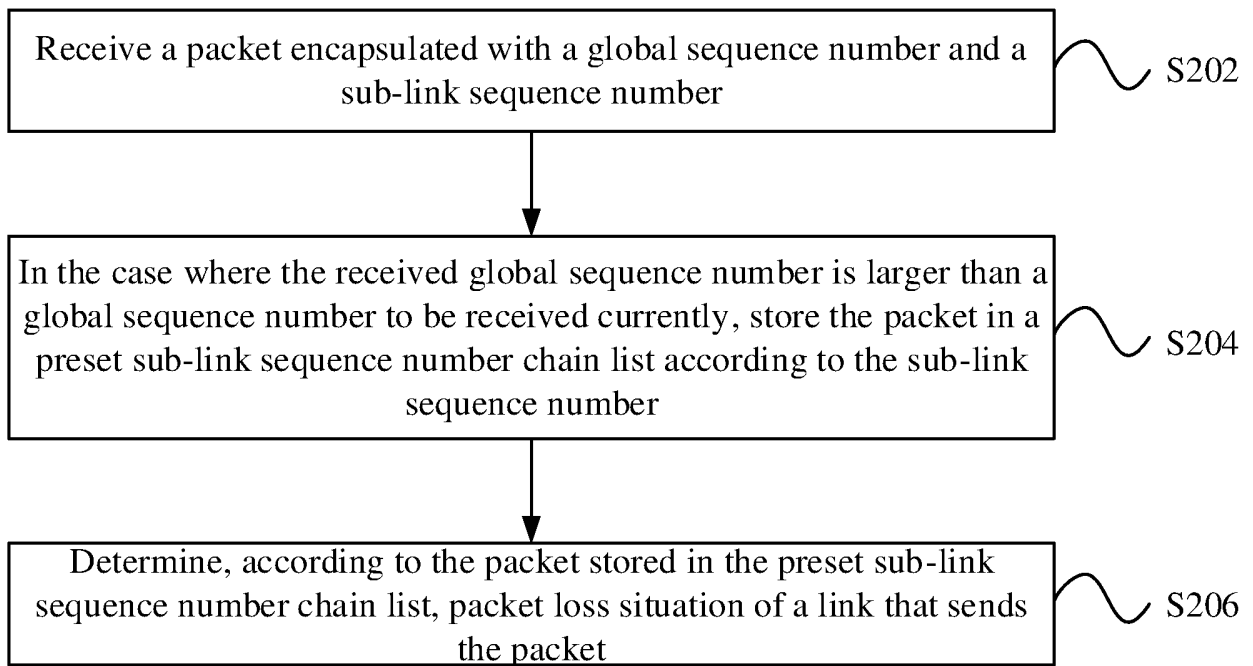 Receive a packet encapsulated with a global sequence number and a
sub-link sequence number
S202
In the case where the received global sequence number is larger than a
global sequence number to be received currently, store the packet in a
preset sub-link sequence number chain list according to the sub-link
sequence number
S204
Determine, according to the packet stored in the preset sub-link
sequence number chain list, packet loss situation of a link that sends
the packet
S206